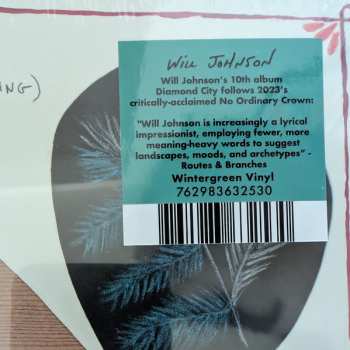 Will Johnson
Will Johnson's 10th album
Diamond City follows 2023's
critically-acclaimed No Ordinary Crown:
"Will Johnson is increasingly a lyrical
impressionist, employing fewer, more
meaning-heavy words to suggest
landscapes, moods, and archetypes" -
Routes & Branches
Wintergreen Vinyl
762983632530